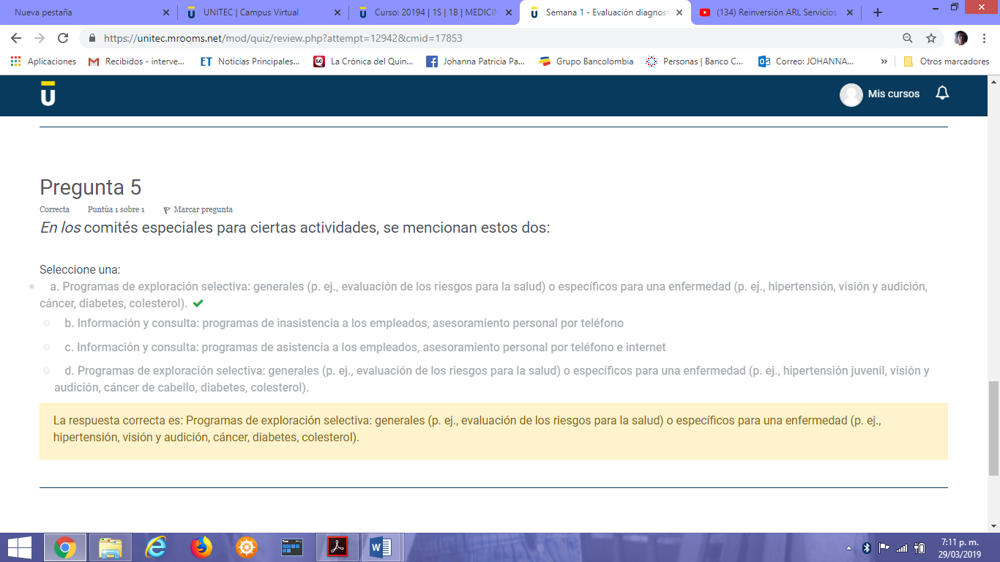 Nueva pestaña
UNITEC | Campus Virtual
Curso: 20194 | 1S | 1B | MEDICIN
Semana 1 - Evaluación diagnost
(134) Reinversión ARL Servicios
https://unitec.mrooms.net/mod/quiz/review.php?attempt=12942&cmid=17853
Aplicaciones
Recibidos - interve...
ET Noticias Principales...
La Crónica del Quin...
Johanna Patricia Pa...
Grupo Bancolombia
Personas | Banco C...
Correo: JOHANNA...
»
Otros marcadores
U
Mis cursos
Pregunta 5
Correcta Puntúa 1 sobre 1 Marcar pregunta
En los comités especiales para ciertas actividades, se mencionan estos dos:
Seleccione una:
a. Programas de exploración selectiva: generales (p. ej., evaluación de los riesgos para la salud) o específicos para una enfermedad (p. ej., hipertensión, visión y audición,
cáncer, diabetes, colesterol).
b. Información y consulta: programas de inasistencia a los empleados, asesoramiento personal por teléfono
c. Información y consulta: programas de asistencia a los empleados, asesoramiento personal por teléfono e internet
d. Programas de exploración selectiva: generales (p. ej., evaluación de los riesgos para la salud) o específicos para una enfermedad (p. ej., hipertensión juvenil, visión y
audición, cáncer de cabello, diabetes, colesterol).
La respuesta correcta es: Programas de exploración selectiva: generales (p. ej., evaluación de los riesgos para la salud) o específicos para una enfermedad (p. ej.,
hipertensión, visión y audición, cáncer, diabetes, colesterol).
7:11 p. m.
29/03/2019